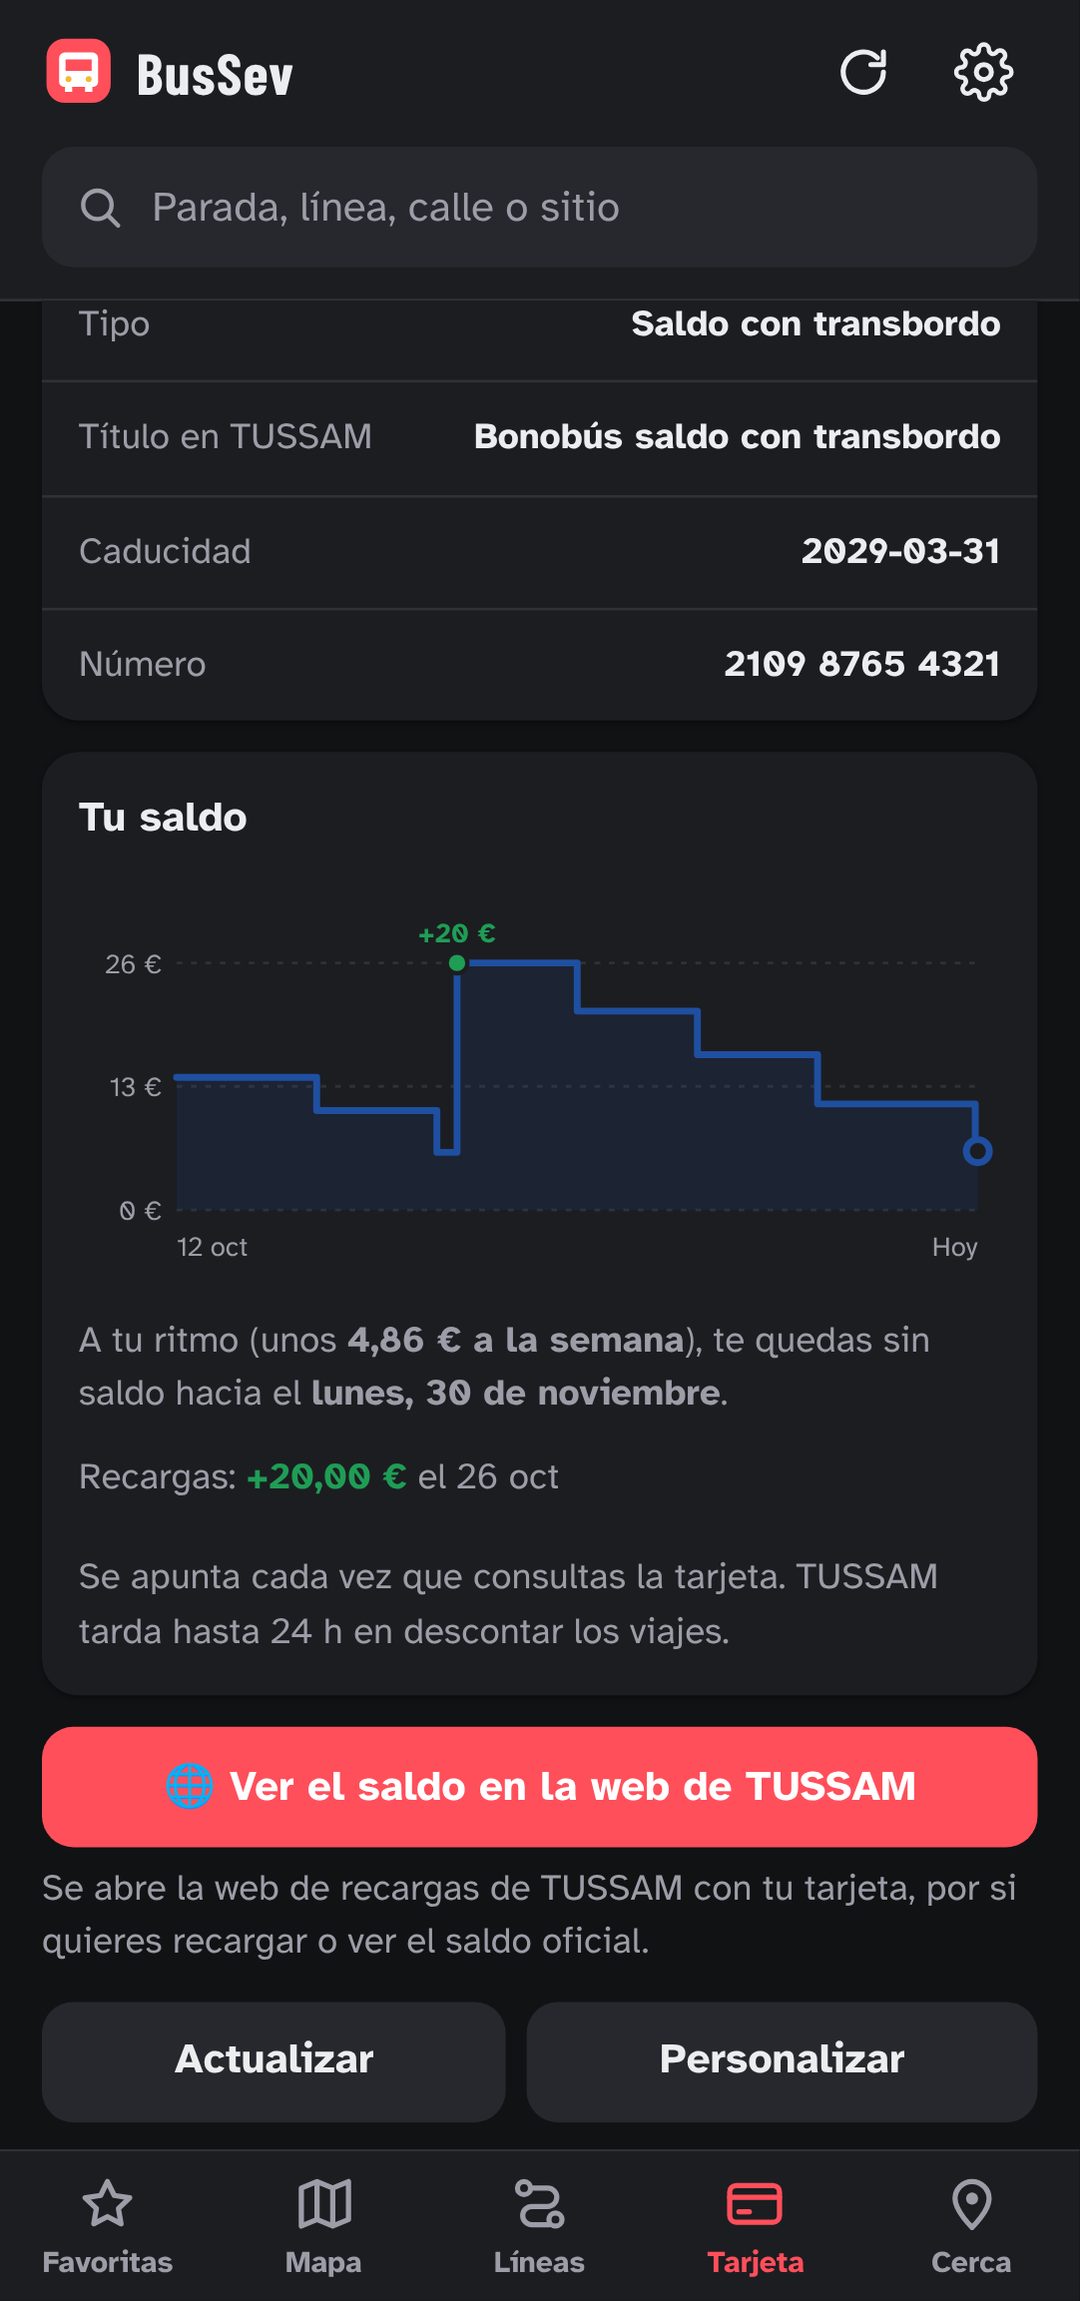 BusSev
Parada, línea, calle o sitio
Tipo Saldo con transbordo
Título en TUSSAM Bonobús saldo con transbordo
Caducidad 2029-03-31
Número 2109 8765 4321
Tu saldo
+20 €
26 €
13 €
0 €
12 oct Hoy
A tu ritmo (unos 4,86 € a la semana), te quedas sin
saldo hacia el lunes, 30 de noviembre.
Recargas: +20,00 € el 26 oct
Se apunta cada vez que consultas la tarjeta. TUSSAM
tarda hasta 24 h en descontar los viajes.
Ver el saldo en la web de TUSSAM
Se abre la web de recargas de TUSSAM con tu tarjeta, por si
quieres recargar o ver el saldo oficial.
Actualizar Personalizar
Favoritas Mapa Líneas Tarjeta Cerca